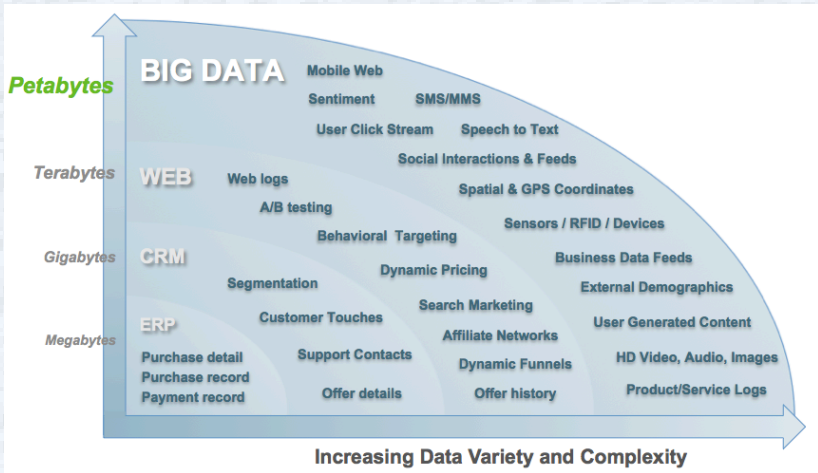 Petabytes
BIG DATA
Mobile Web
Sentiment
SMS/MMS
User Click Stream
Speech to Text
Social Interactions & Feeds
Terabytes
WEB
Web logs
Spatial & GPS Coordinates
A/B testing
Sensors / RFID / Devices
Behavioral Targeting
Gigabytes
CRM
Business Data Feeds
Dynamic Pricing
Segmentation
External Demographics
Search Marketing
Customer Touches
ERP
User Generated Content
Megabytes
Affiliate Networks
Purchase detail
Support Contacts
HD Video, Audio, Images
Dynamic Funnels
Purchase record
Payment record
Offer details
Offer history
Product/Service Logs
Increasing Data Variety and Complexity